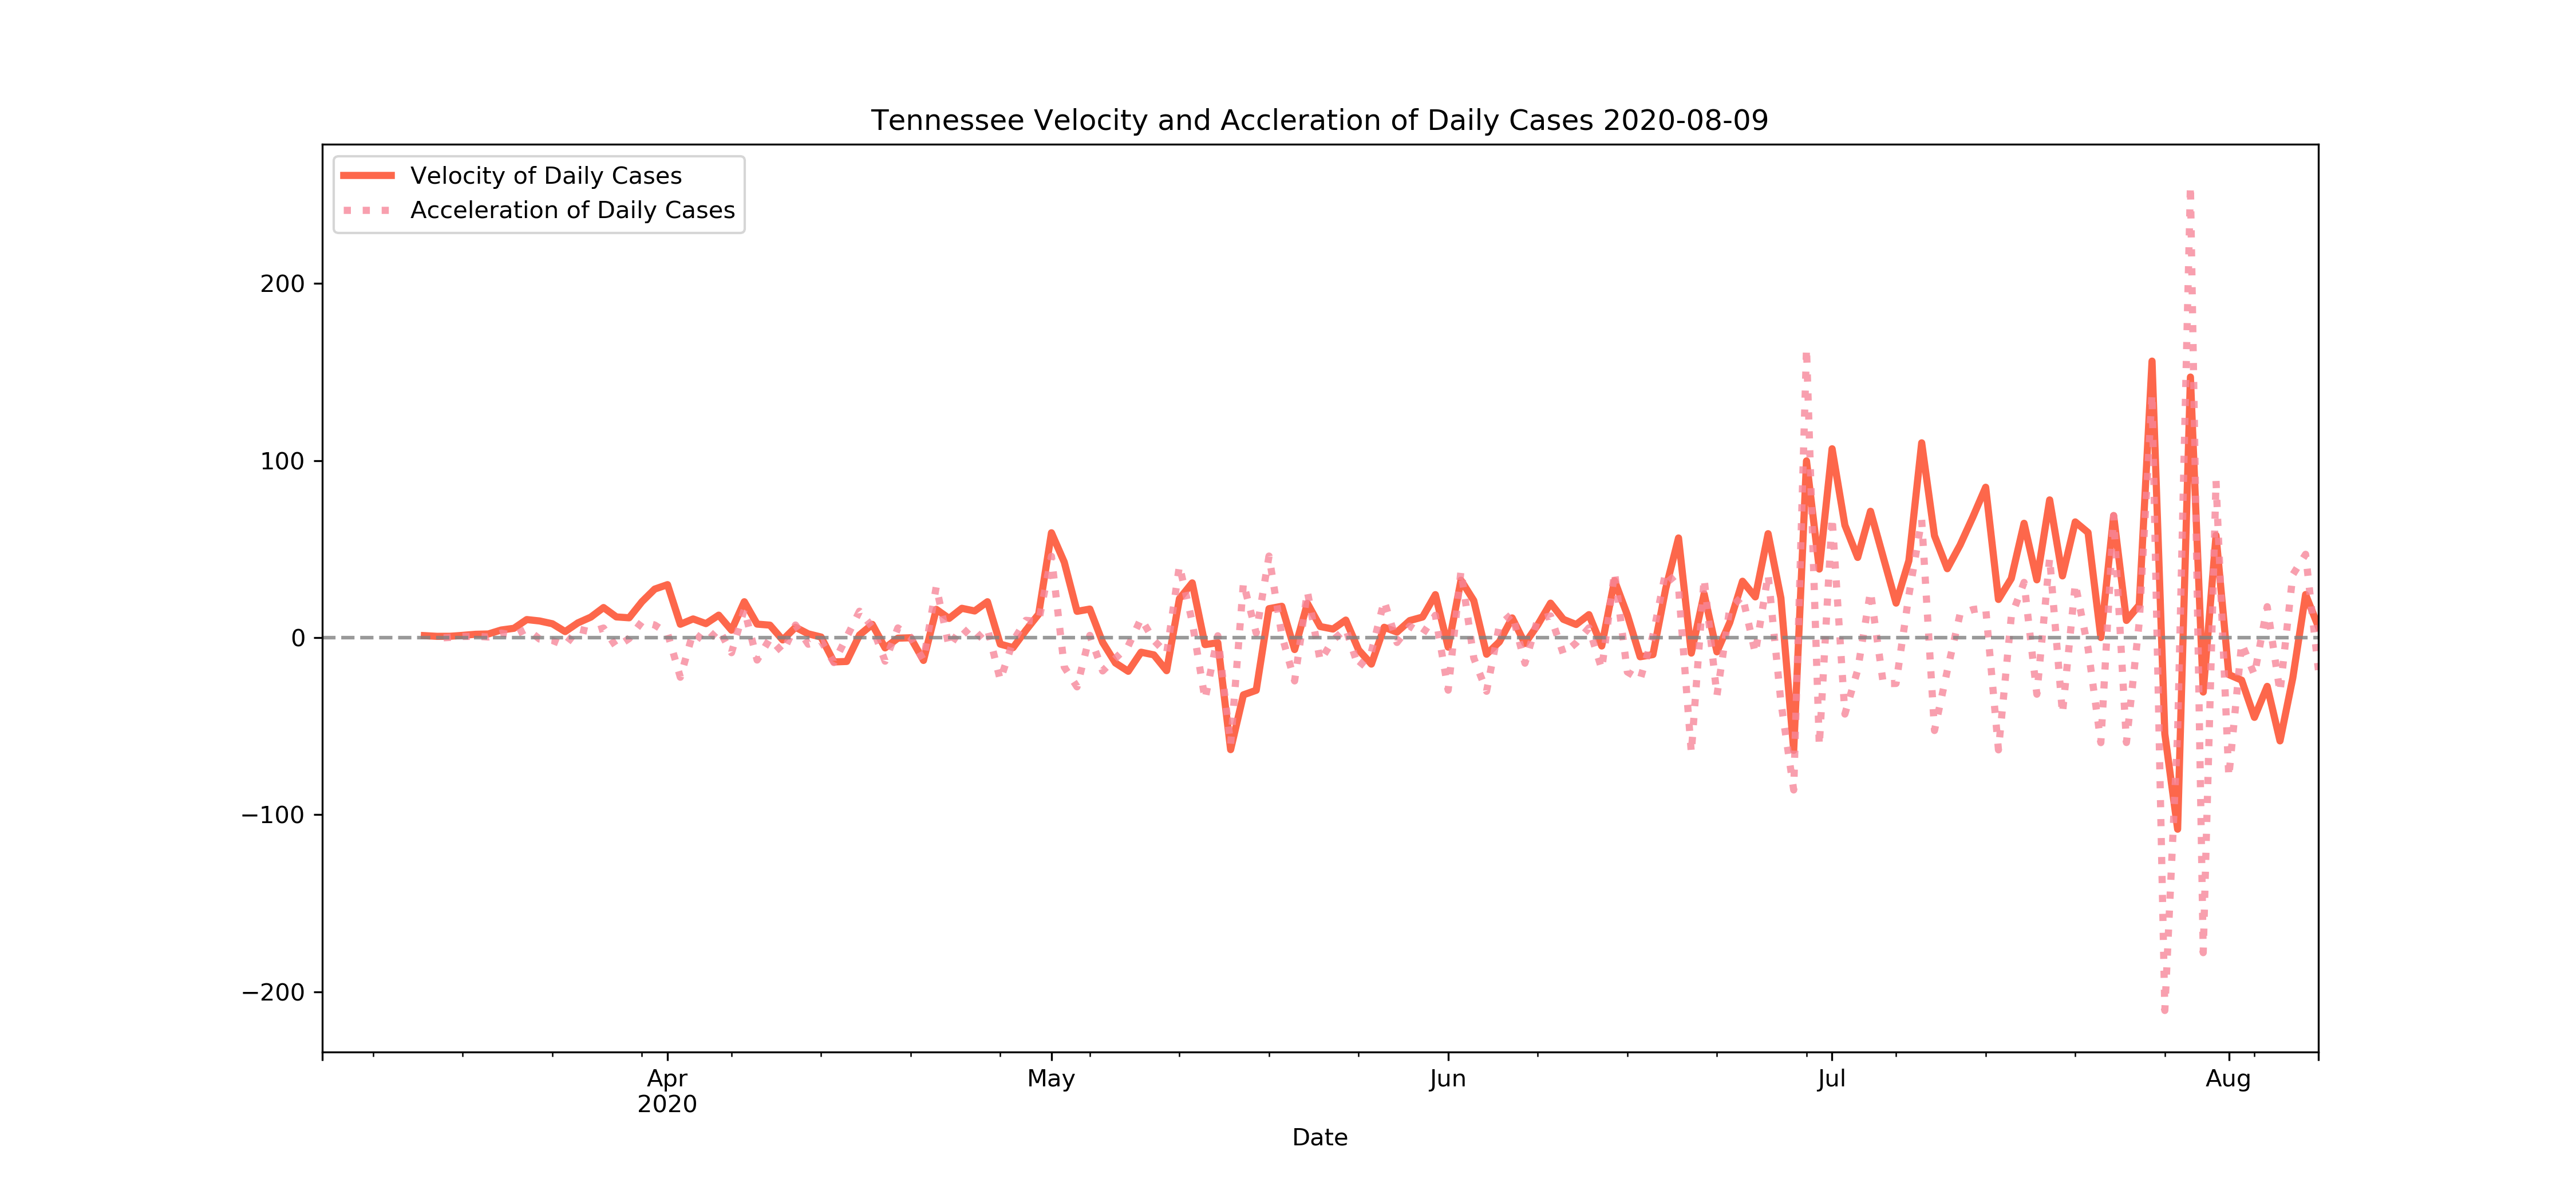 Tennessee Velocity and Accleration of Daily Cases 2020-08-09
Velocity of Daily Cases
Acceleration of Daily Cases
200
100
0
−100
−200
Apr
2020
May
Jun
Jul
Aug
Date